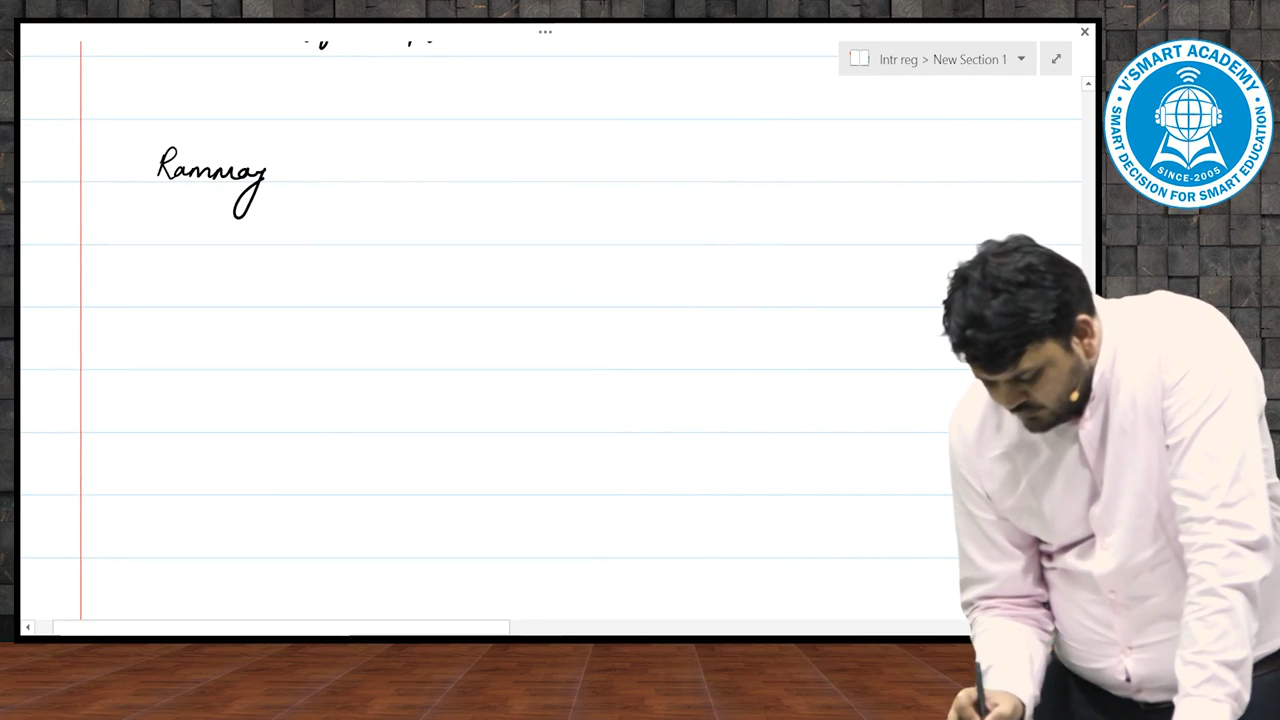 Intr reg > New Section 1
Rammay
V'SMART ACADEMY
SINCE-2005
SMART DECISION FOR SMART EDUCATION